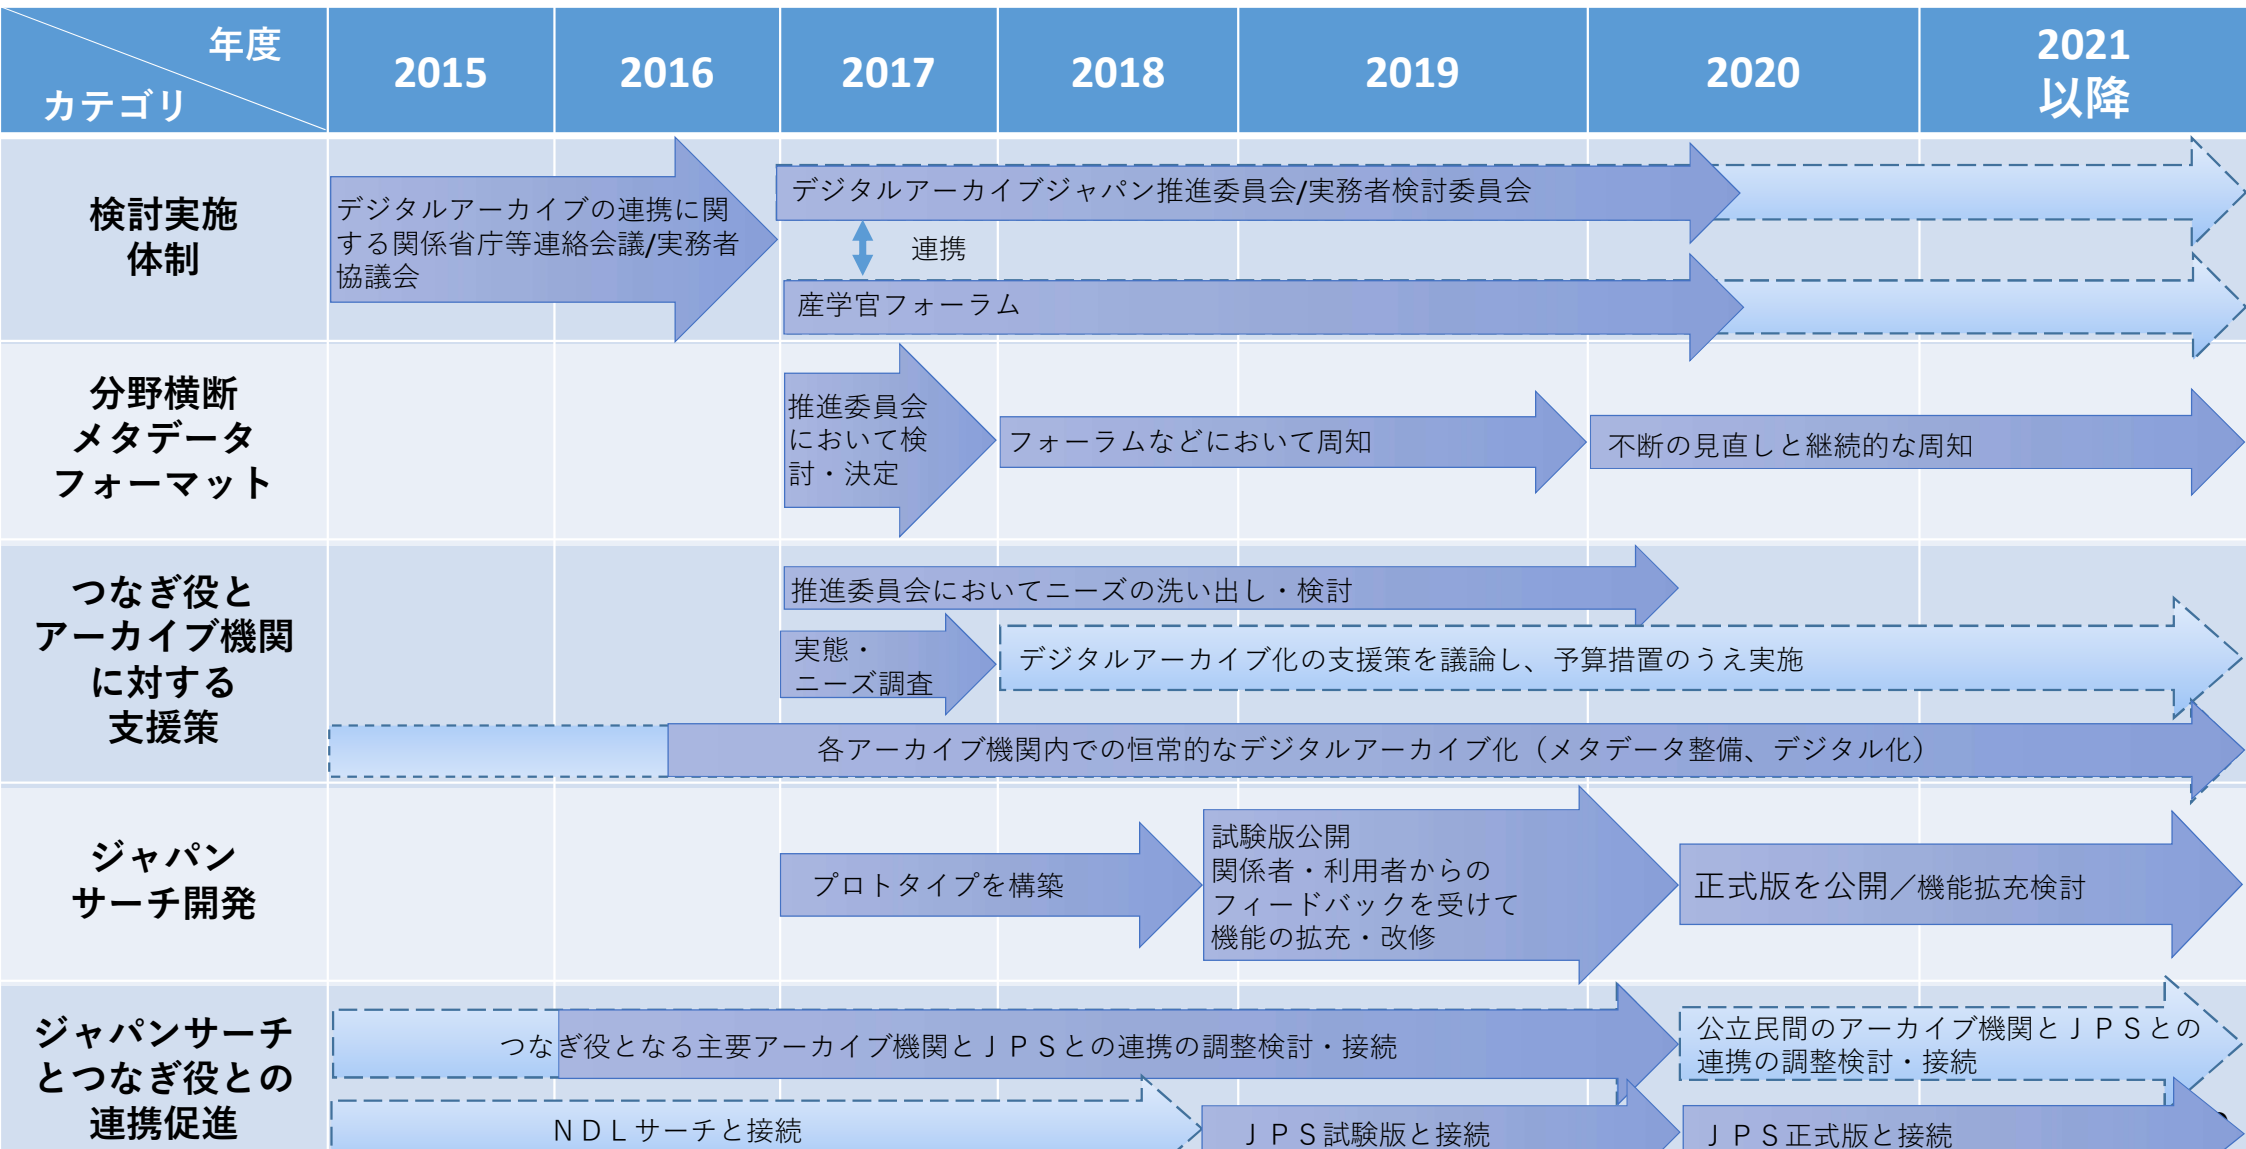 年度
カテゴリ
2015
2016
2017
2018
2019
2020
2021
以降
検討実施
体制
デジタルアーカイブの連携に関
する関係省庁等連絡会議/実務者
協議会
デジタルアーカイブジャパン推進委員会/実務者検討委員会
連携
産学官フォーラム
分野横断
メタデータ
フォーマット
推進委員会
において検
討・決定
フォーラムなどにおいて周知
不断の見直しと継続的な周知
つなぎ役と
アーカイブ機関
に対する
支援策
推進委員会においてニーズの洗い出し・検討
実態・
ニーズ調査
デジタルアーカイブ化の支援策を議論し、予算措置のうえ実施
各アーカイブ機関内での恒常的なデジタルアーカイブ化（メタデータ整備、デジタル化）
ジャパン
サーチ開発
プロトタイプを構築
試験版公開
関係者・利用者からの
フィードバックを受けて
機能の拡充・改修
正式版を公開／機能拡充検討
ジャパンサーチ
とつなぎ役との
連携促進
つなぎ役となる主要アーカイブ機関とＪＰＳとの連携の調整検討・接続
公立民間のアーカイブ機関とＪＰＳとの
連携の調整検討・接続
ＮＤＬサーチと接続
ＪＰＳ試験版と接続
ＪＰＳ正式版と接続